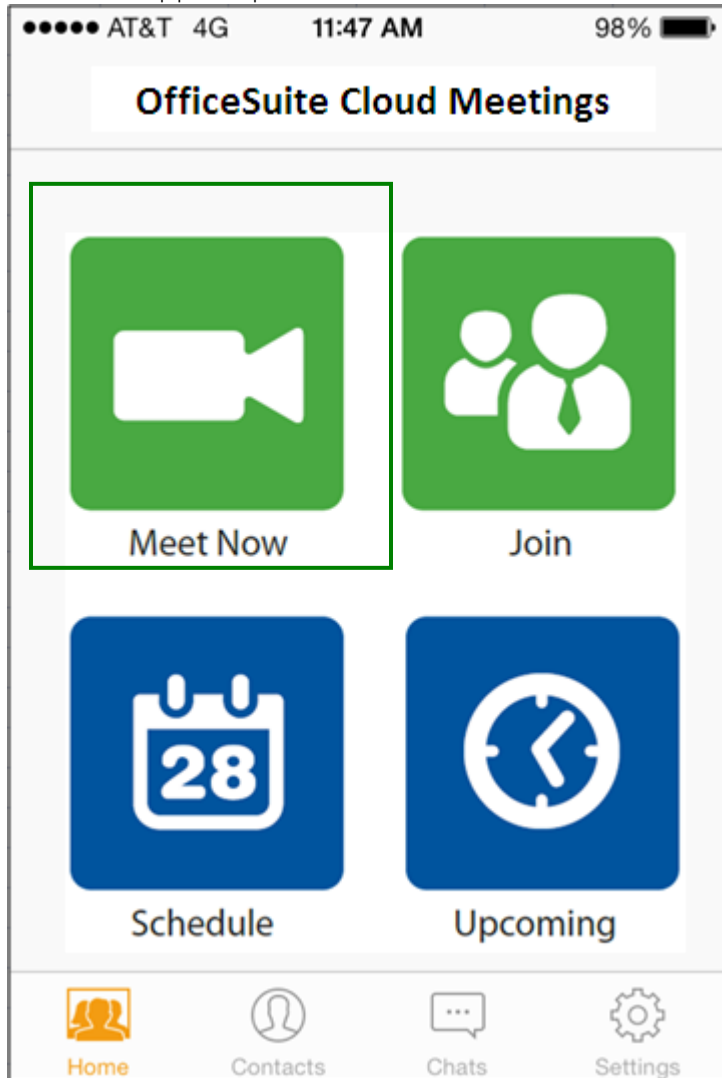 AT&T 4G 11:47 AM 98%
OfficeSuite Cloud Meetings
Meet Now Join
28
Schedule Upcoming
Home Contacts Chats Settings